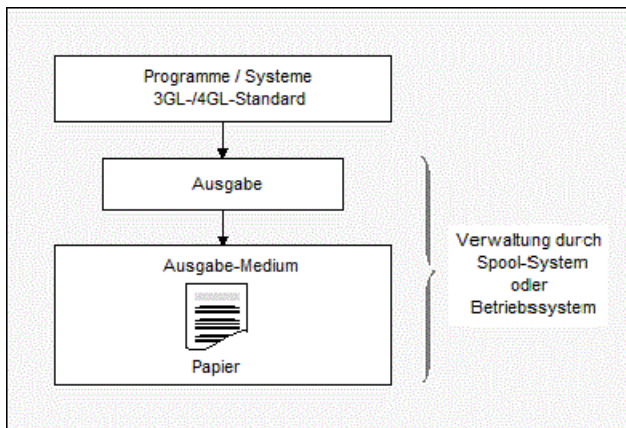 Programme / Systeme
3GL-/4GL-Standard
Ausgabe
Ausgabe-Medium
Papier
Verwaltung durch
Spool-System
oder
Betriebssystem